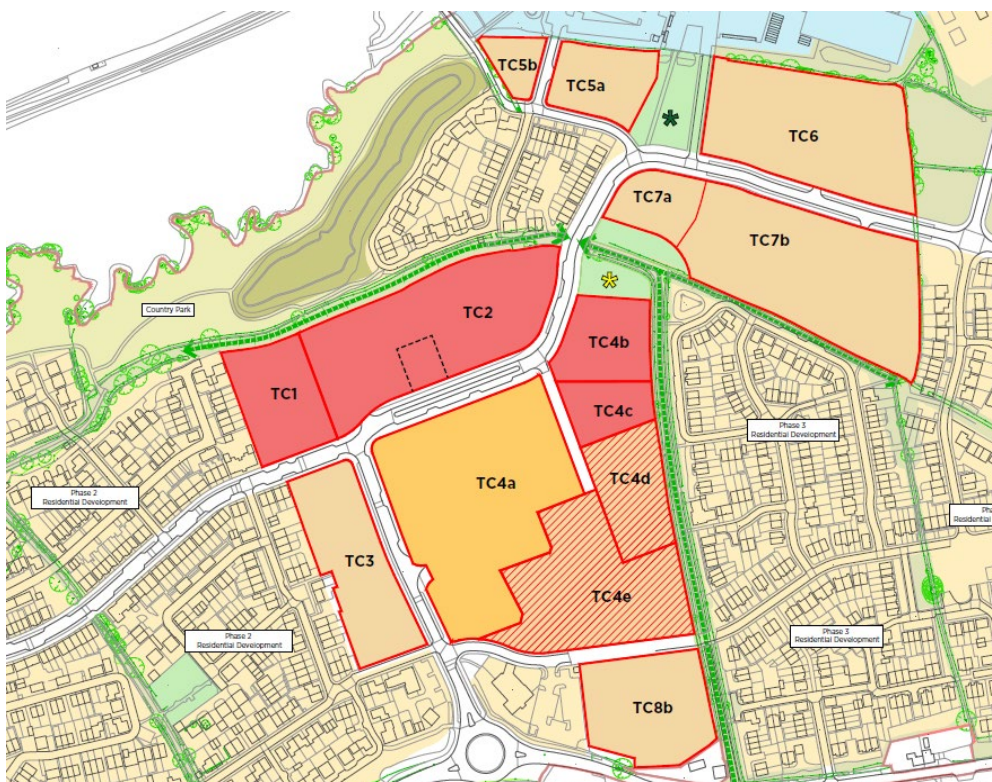 TC5b
TC5a
*
TC6
TC7a
TC7b
*
Country Park
TC2
TC4b
TC1
TC4c
Phase 3
Residential Development
TC4a
TC4d
Phase 2
Residential Development
TC3
TC4e
Phase 2
Residential Development
Phase 3
Residential Development
TC8b